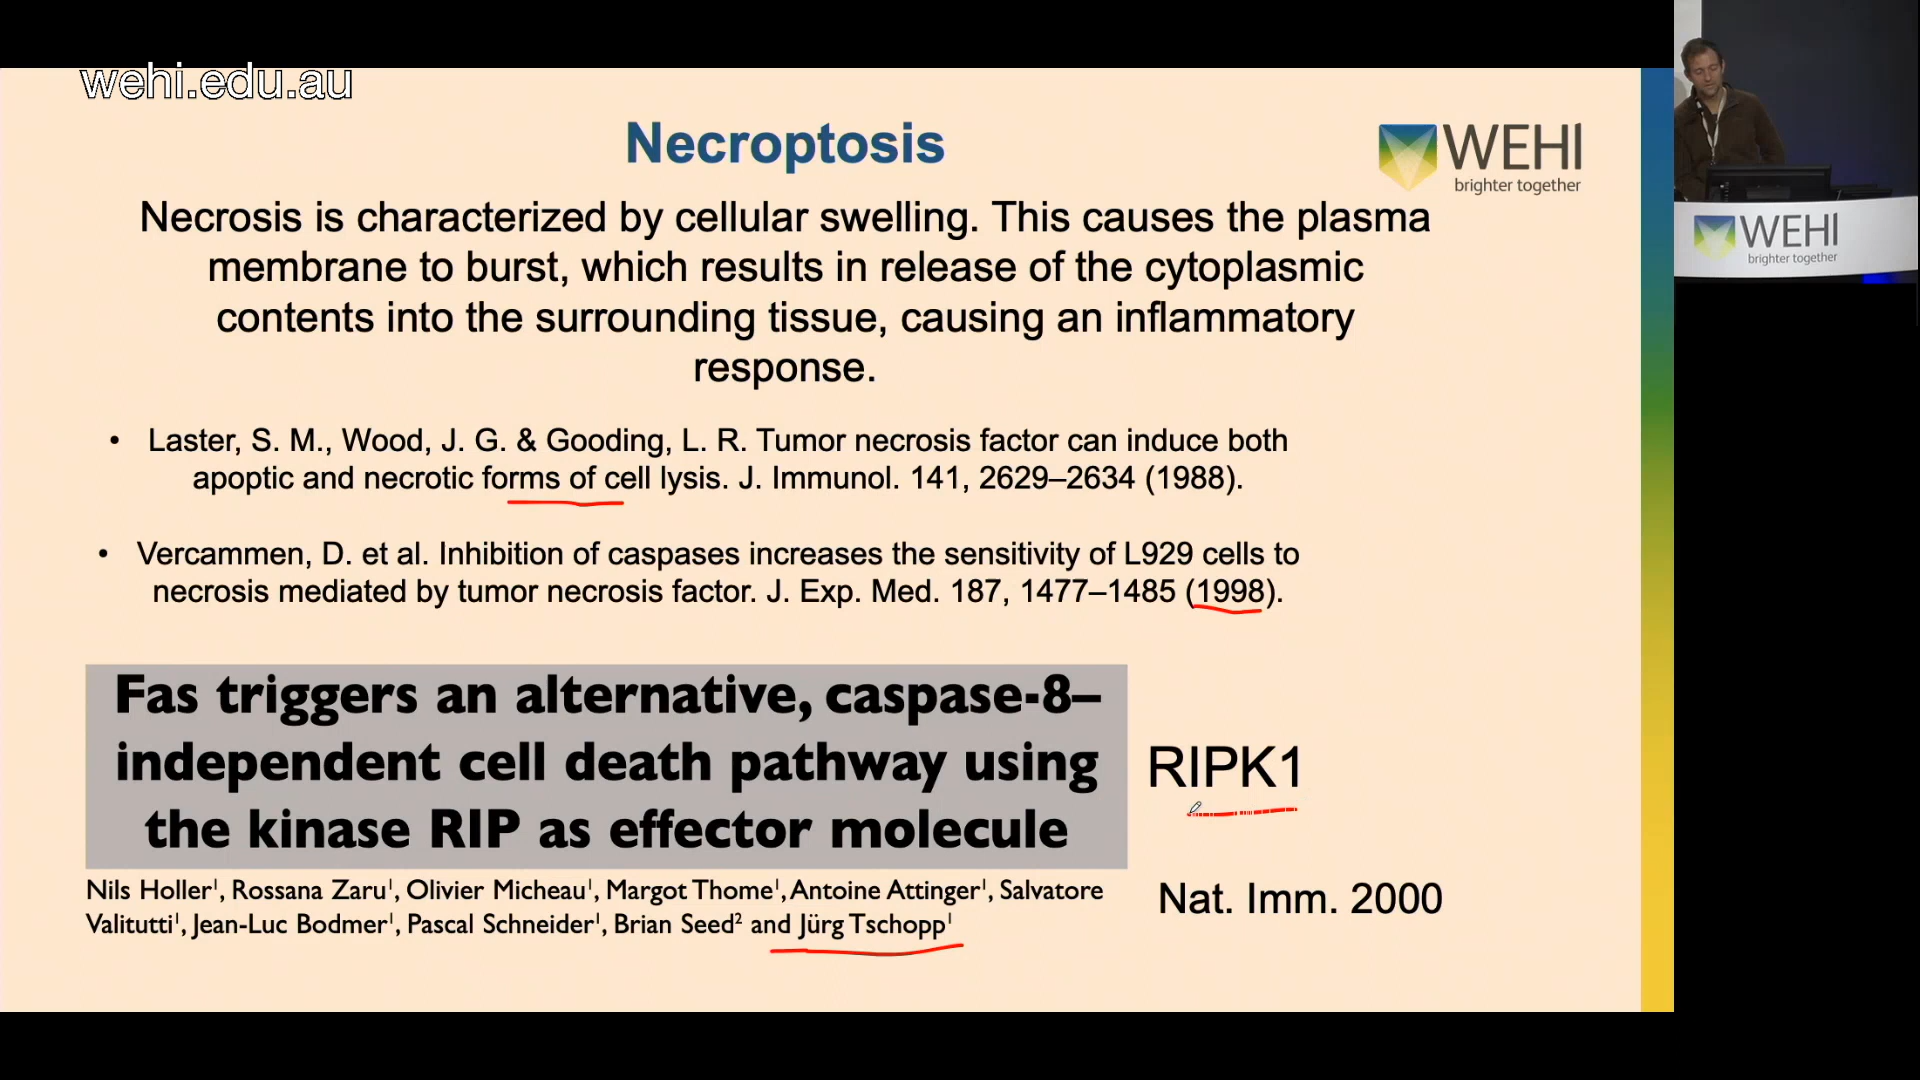 wehi.edu.au
Necroptosis
WEHI
brighter together
Necrosis is characterized by cellular swelling. This causes the plasma
membrane to burst, which results in release of the cytoplasmic
contents into the surrounding tissue, causing an inflammatory
response.
• Laster, S. M., Wood, J. G. & Gooding, L. R. Tumor necrosis factor can induce both
apoptic and necrotic forms of cell lysis. J. Immunol. 141, 2629–2634 (1988).
• Vercammen, D. et al. Inhibition of caspases increases the sensitivity of L929 cells to
necrosis mediated by tumor necrosis factor. J. Exp. Med. 187, 1477–1485 (1998).
Fas triggers an alternative, caspase-8–
independent cell death pathway using
the kinase RIP as effector molecule
RIPK1
Nils Holler¹, Rossana Zaru¹, Olivier Micheau¹, Margot Thome¹, Antoine Attinger¹, Salvatore
Valitutti¹, Jean-Luc Bodmer¹, Pascal Schneider¹, Brian Seed² and Jürg Tschopp¹
Nat. Imm. 2000
WEHI
brighter together